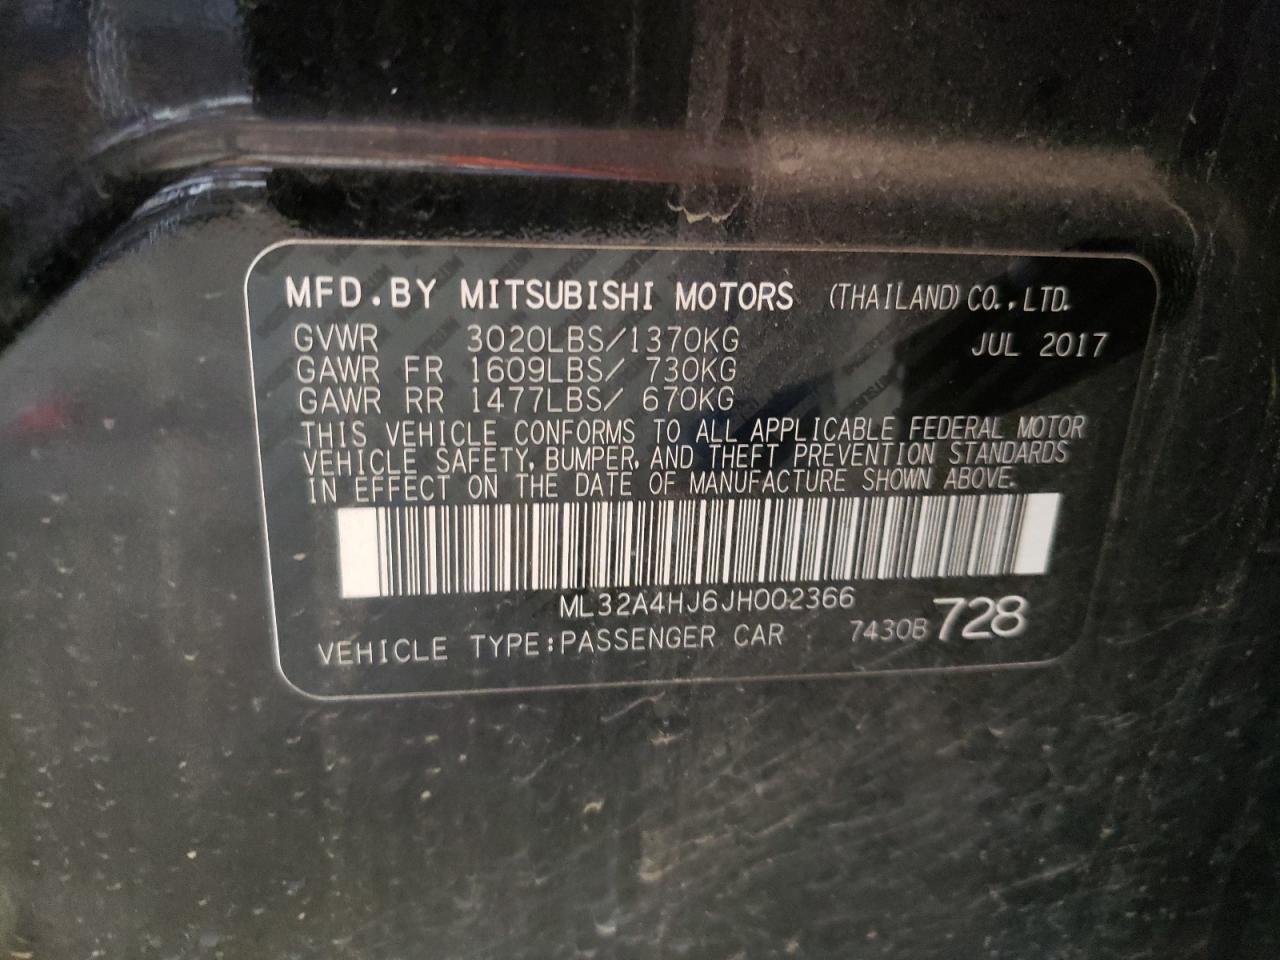 MFD.BY MITSUBISHI MOTORS (THAILAND) CO.,LTD.
GVWR 3020LBS/1370KG JUL 2017
GAWR FR 1609LBS/ 730KG
GAWR RR 1477LBS/ 670KG
THIS VEHICLE CONFORMS TO ALL APPLICABLE FEDERAL MOTOR
VEHICLE SAFETY, BUMPER, AND THEFT PREVENTION STANDARDS
IN EFFECT ON THE DATE OF MANUFACTURE SHOWN ABOVE.
ML32A4HJ6JH002366
VEHICLE TYPE:PASSENGER CAR 7430B 728